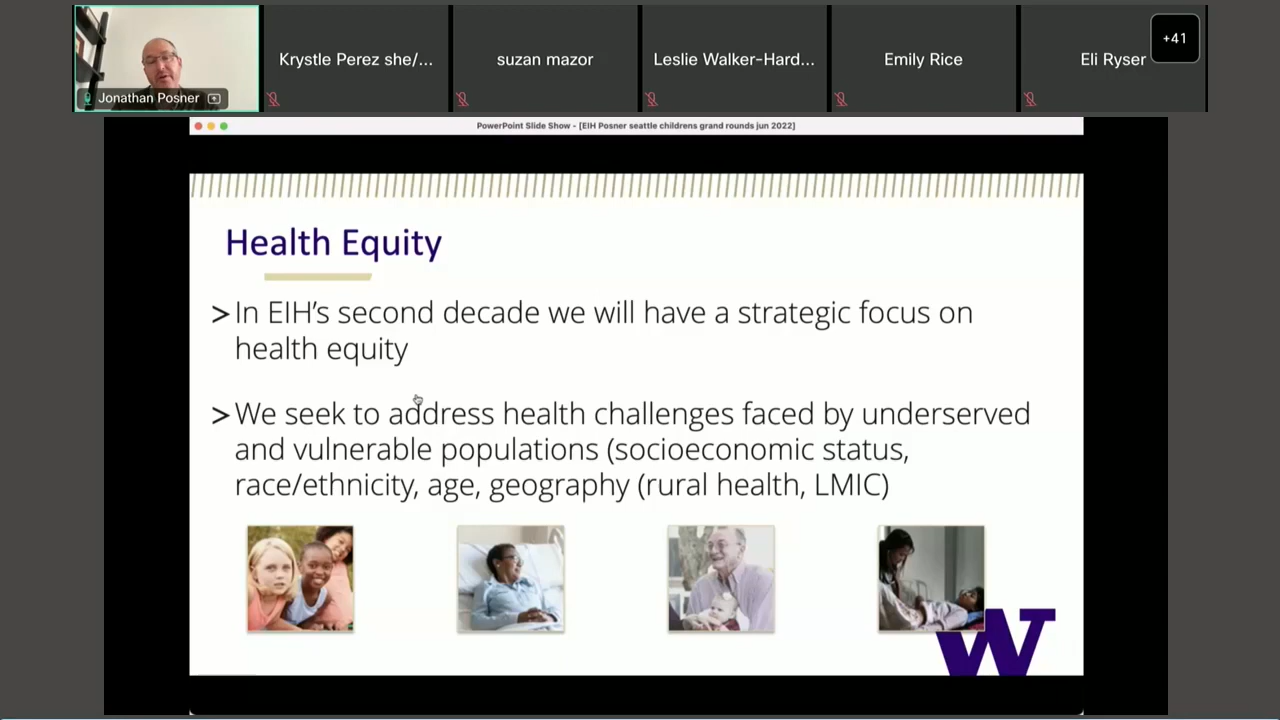 Jonathan Posner
Krystle Perez she/...
suzan mazor
Leslie Walker-Hard...
Emily Rice
Eli Ryser
+41
PowerPoint Slide Show - [EIH Posner seattle childrens grand rounds jun 2022]
Health Equity
> In EIH’s second decade we will have a strategic focus on
health equity
> We seek to address health challenges faced by underserved
and vulnerable populations (socioeconomic status,
race/ethnicity, age, geography (rural health, LMIC)
W